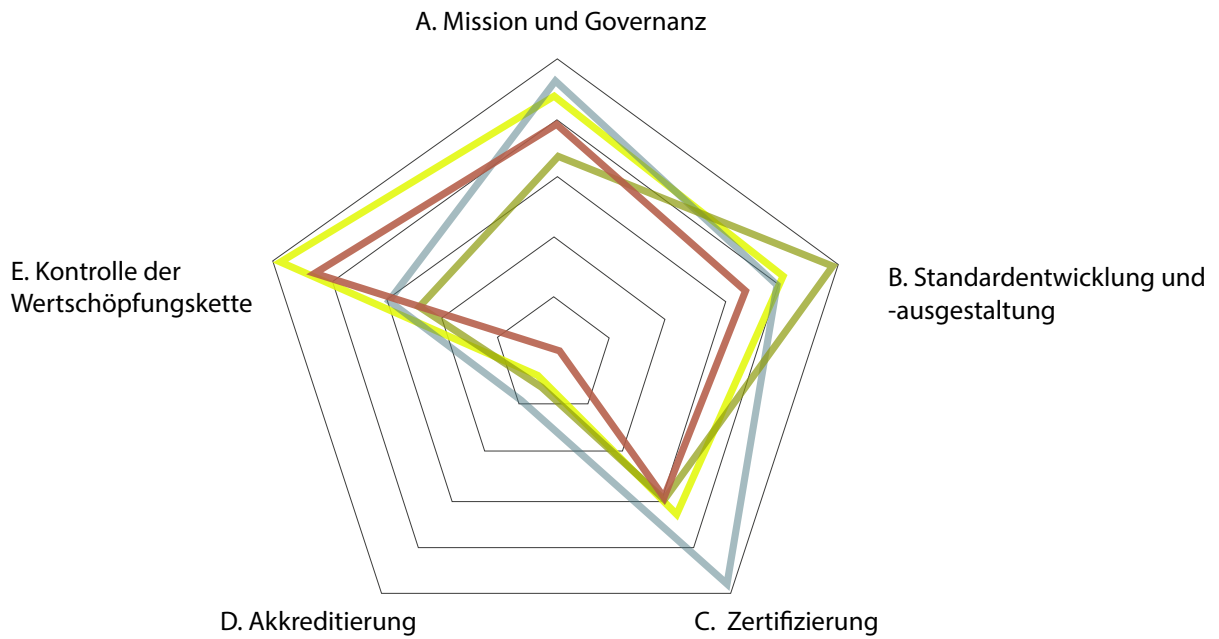 A. Mission und Governanz
E. Kontrolle der
Wertschöpfungskette
B. Standardentwicklung und
-ausgestaltung
D. Akkreditierung
C. Zertifizierung